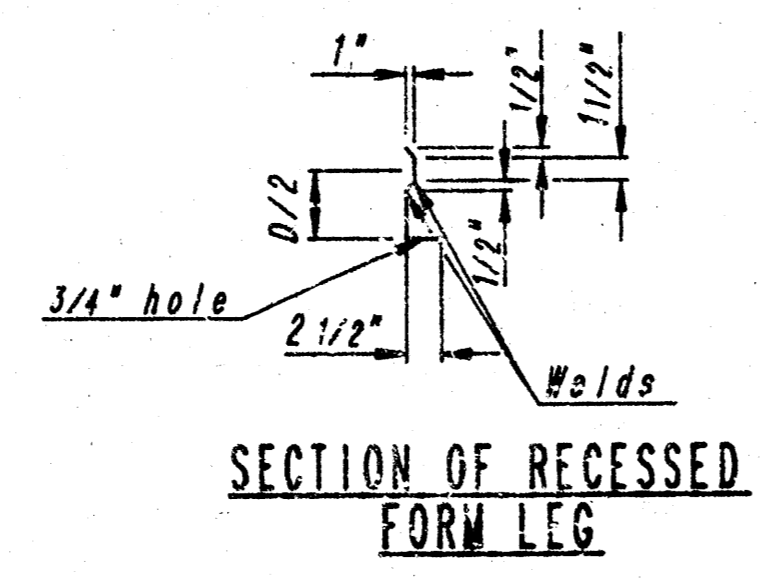 1"
1/2"
1 1/2"
D/2
1/2"
3/4" hole
2 1/2"
Welds
SECTION OF RECESSED
FORM LEG